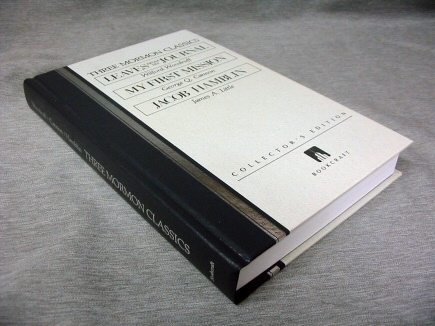 THREE MORMON CLASSICS
LEAVES FROM MY JOURNAL
Wilford Woodruff
MY FIRST MISSION
George Q. Cannon
JACOB HAMBLIN
James A. Little
COLLECTOR'S EDITION
BOOKCRAFT
THREE MORMON CLASSICS
Bookcraft